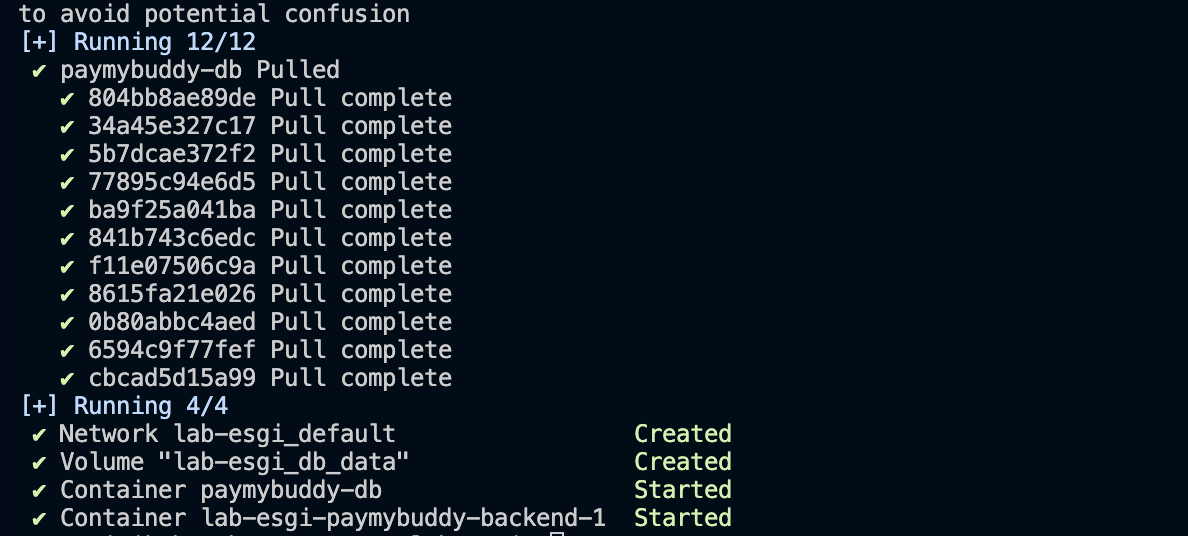 to avoid potential confusion
[+] Running 12/12
✔ paymybuddy-db Pulled
✔ 804bb8ae89de Pull complete
✔ 34a45e327c17 Pull complete
✔ 5b7dcae372f2 Pull complete
✔ 77895c94e6d5 Pull complete
✔ ba9f25a041ba Pull complete
✔ 841b743c6edc Pull complete
✔ f11e07506c9a Pull complete
✔ 8615fa21e026 Pull complete
✔ 0b80abbc4aed Pull complete
✔ 6594c9f77fef Pull complete
✔ cbcad5d15a99 Pull complete
[+] Running 4/4
✔ Network lab-esgi_default Created
✔ Volume "lab-esgi_db_data" Created
✔ Container paymybuddy-db Started
✔ Container lab-esgi-paymybuddy-backend-1 Started